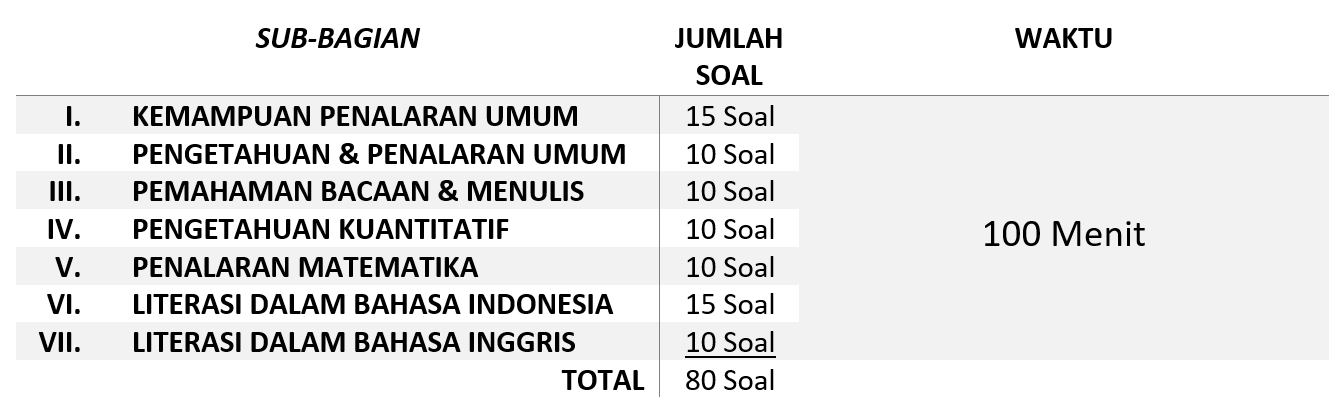 SUB-BAGIAN JUMLAH SOAL WAKTU
I. KEMAMPUAN PENALARAN UMUM 15 Soal
II. PENGETAHUAN & PENALARAN UMUM 10 Soal
III. PEMAHAMAN BACAAN & MENULIS 10 Soal
IV. PENGETAHUAN KUANTITATIF 10 Soal
100 Menit
V. PENALARAN MATEMATIKA 10 Soal
VI. LITERASI DALAM BAHASA INDONESIA 15 Soal
VII. LITERASI DALAM BAHASA INGGRIS 10 Soal
TOTAL 80 Soal